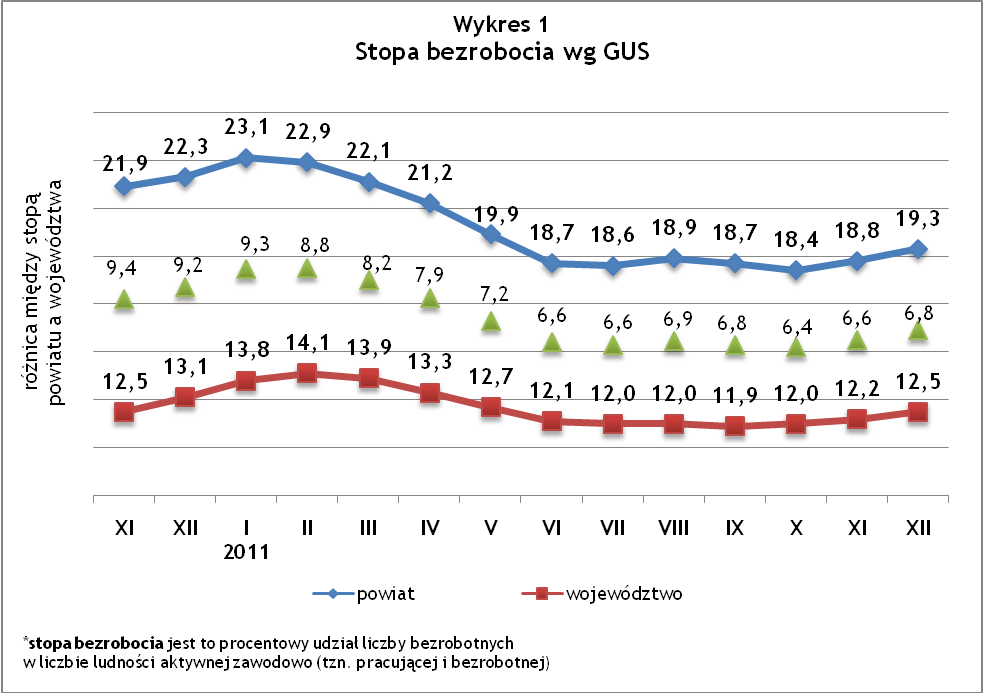 Wykres 1
Stopa bezrobocia wg GUS
różnica między stopą
powiatu a województwa
21,9 22,3 23,1 22,9 22,1 21,2 19,9 18,7 18,6 18,9 18,7 18,4 18,8 19,3
9,4 9,2 9,3 8,8 8,2 7,9 7,2 6,6 6,6 6,9 6,8 6,4 6,6 6,8
12,5 13,1 13,8 14,1 13,9 13,3 12,7 12,1 12,0 12,0 11,9 12,0 12,2 12,5
XI XII I II III IV V VI VII VIII IX X XI XII
2011
powiat województwo
*stopa bezrobocia jest to procentowy udział liczby bezrobotnych
w liczbie ludności aktywnej zawodowo (tzn. pracującej i bezrobotnej)